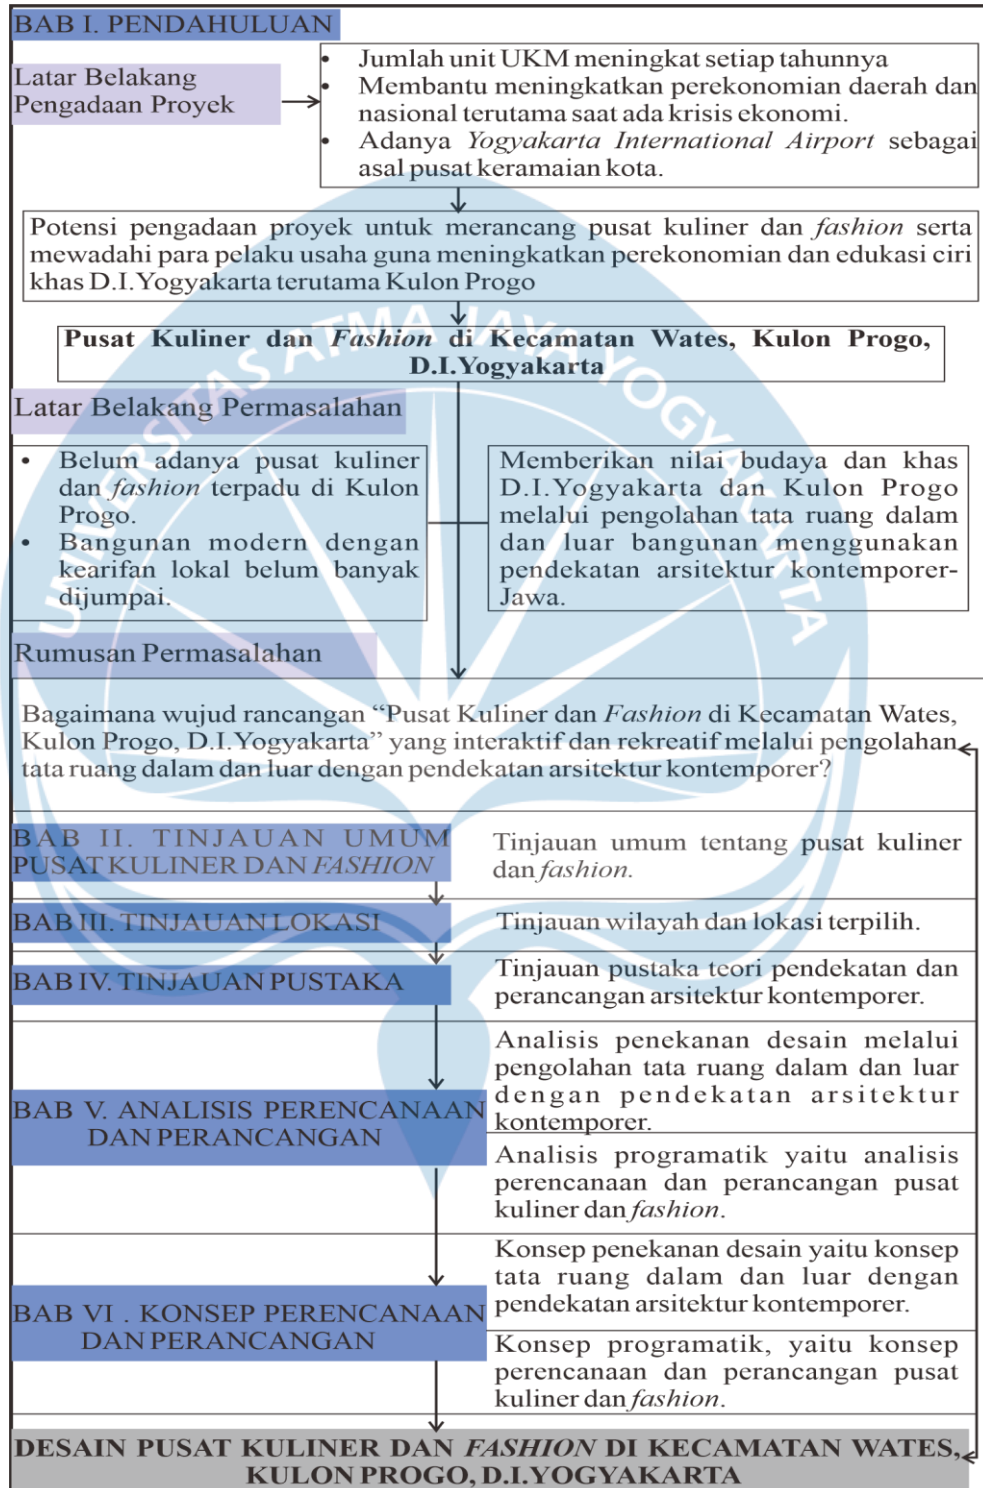 BAB I. PENDAHULUAN
Latar Belakang
Pengadaan Proyek
• Jumlah unit UKM meningkat setiap tahunnya
• Membantu meningkatkan perekonomian daerah dan
nasional terutama saat ada krisis ekonomi.
• Adanya Yogyakarta International Airport sebagai
asal pusat keramaian kota.
Potensi pengadaan proyek untuk merancang pusat kuliner dan fashion serta
mewadahi para pelaku usaha guna meningkatkan perekonomian dan edukasi ciri
khas D.I.Yogyakarta terutama Kulon Progo
Pusat Kuliner dan Fashion di Kecamatan Wates, Kulon Progo,
D.I.Yogyakarta
UNIVERSITAS ATMA JAYA YOGYAKARTA
Latar Belakang Permasalahan
• Belum adanya pusat kuliner
dan fashion terpadu di Kulon
Progo.
• Bangunan modern dengan
kearifan lokal belum banyak
dijumpai.
Memberikan nilai budaya dan khas
D.I.Yogyakarta dan Kulon Progo
melalui pengolahan tata ruang dalam
dan luar bangunan menggunakan
pendekatan arsitektur kontemporer-
Jawa.
Rumusan Permasalahan
Bagaimana wujud rancangan “Pusat Kuliner dan Fashion di Kecamatan Wates,
Kulon Progo, D.I.Yogyakarta” yang interaktif dan rekreatif melalui pengolahan
tata ruang dalam dan luar dengan pendekatan arsitektur kontemporer?
BAB II. TINJAUAN UMUM
PUSAT KULINER DAN FASHION
Tinjauan umum tentang pusat kuliner
dan fashion.
BAB III. TINJAUAN LOKASI
Tinjauan wilayah dan lokasi terpilih.
BAB IV. TINJAUAN PUSTAKA
Tinjauan pustaka teori pendekatan dan
perancangan arsitektur kontemporer.
BAB V. ANALISIS PERENCANAAN
DAN PERANCANGAN
Analisis penekanan desain melalui
pengolahan tata ruang dalam dan luar
dengan pendekatan arsitektur
kontemporer.
Analisis programatik yaitu analisis
perencanaan dan perancangan pusat
kuliner dan fashion.
BAB VI . KONSEP PERENCANAAN
DAN PERANCANGAN
Konsep penekanan desain yaitu konsep
tata ruang dalam dan luar dengan
pendekatan arsitektur kontemporer.
Konsep programatik, yaitu konsep
perencanaan dan perancangan pusat
kuliner dan fashion.
DESAIN PUSAT KULINER DAN FASHION DI KECAMATAN WATES,
KULON PROGO, D.I.YOGYAKARTA